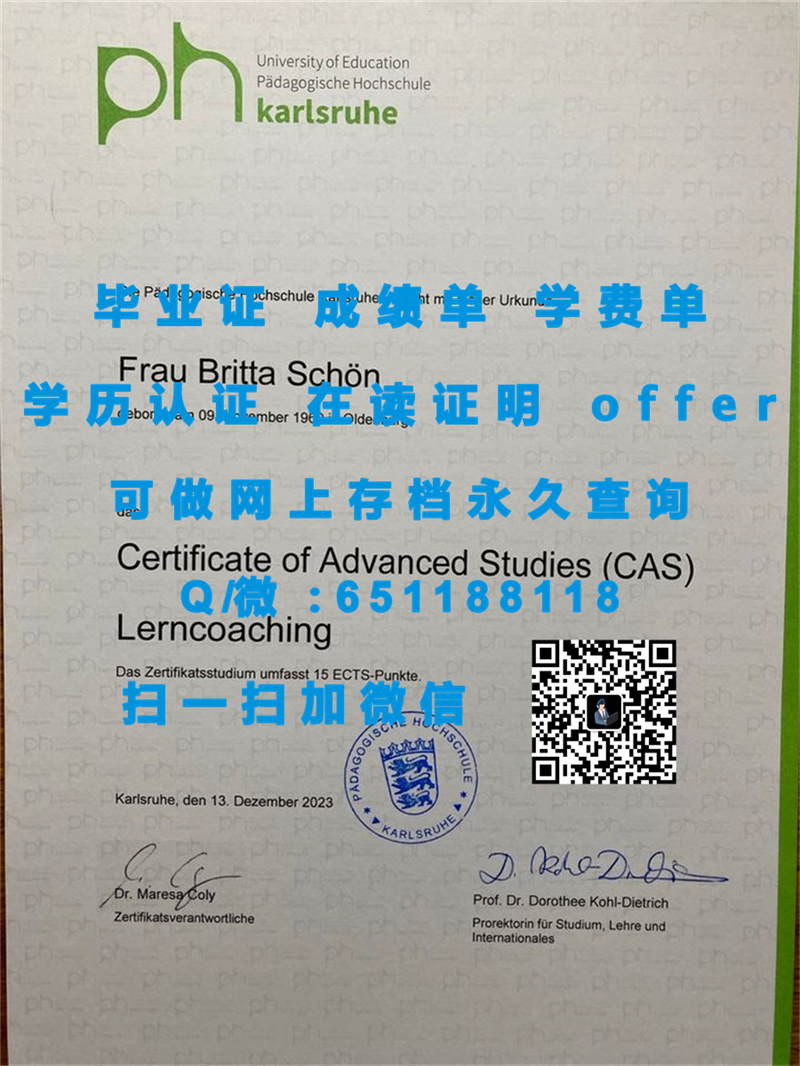 ph
University of Education
Pädagogische Hochschule
karlsruhe
毕业证 成绩单 学费单
Frau Britta Schön
学历认证 在读证明 offer
可做网上存档永久查询
das
Certificate of Advanced Studies (CAS)
Q/微 :651188118
Lerncoaching
Das Zertifikatsstudium umfasst 15 ECTS-Punkte.
扫一扫加微信
PÄDAGOGISCHE HOCHSCHULE
KARLSRUHE
Karlsruhe, den 13. Dezember 2023
Dr. Maresa Coly
Zertifikatsverantwortliche
Prof. Dr. Dorothee Kohl-Dietrich
Prorektorin für Studium, Lehre und
Internationales